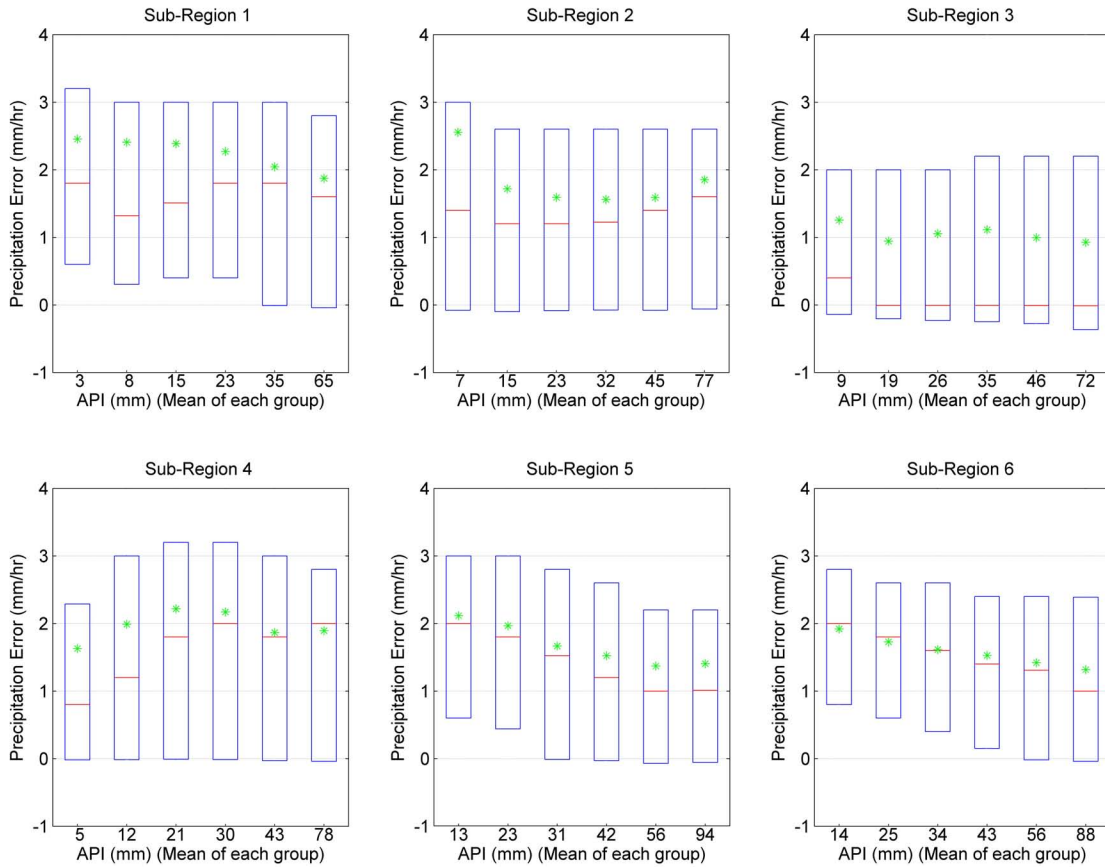 Sub-Region 1
4
3
2
1
0
-1
Precipitation Error (mm/hr)
3 8 15 23 35 65
API (mm) (Mean of each group)
Sub-Region 2
4
3
2
1
0
-1
Precipitation Error (mm/hr)
7 15 23 32 45 77
API (mm) (Mean of each group)
Sub-Region 3
4
3
2
1
0
-1
Precipitation Error (mm/hr)
9 19 26 35 46 72
API (mm) (Mean of each group)
Sub-Region 4
4
3
2
1
0
-1
Precipitation Error (mm/hr)
5 12 21 30 43 78
API (mm) (Mean of each group)
Sub-Region 5
4
3
2
1
0
-1
Precipitation Error (mm/hr)
13 23 31 42 56 94
API (mm) (Mean of each group)
Sub-Region 6
4
3
2
1
0
-1
Precipitation Error (mm/hr)
14 25 34 43 56 88
API (mm) (Mean of each group)